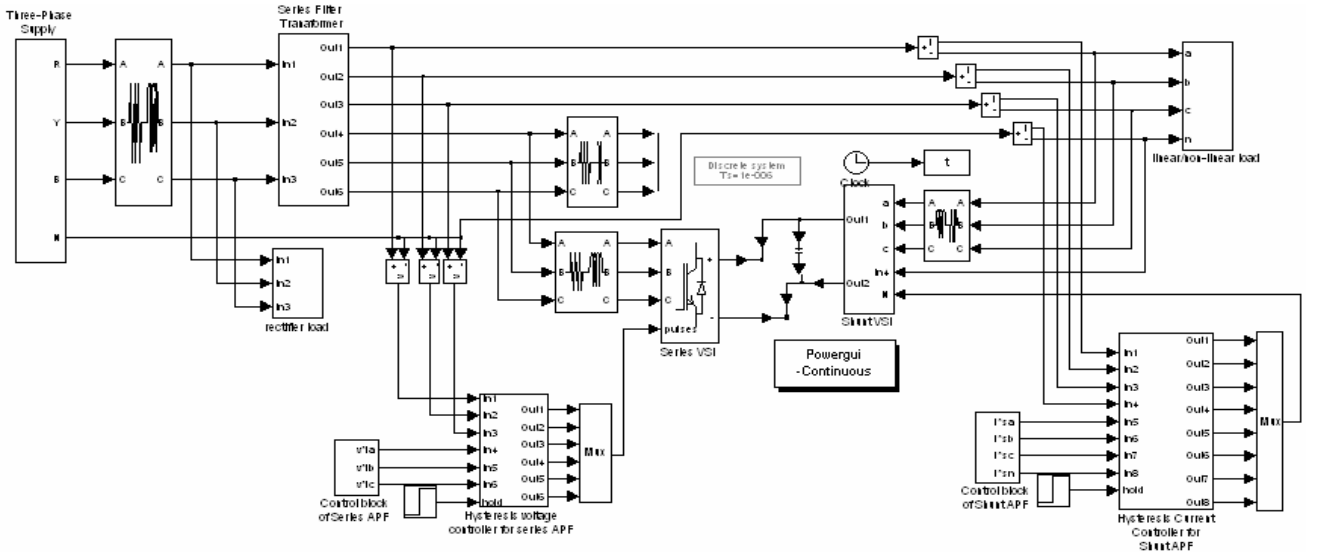 Three-Phase
Supply
R
Y
B
N
A
B
C
A
B
C
Series Filter
Transformer
In1
In2
In3
Out1
Out2
Out3
Out4
Out5
Out6
In1
In2
In3
rectifier load
A
B
C
A
B
C
A
B
C
A
B
C
A
B
C
+
-
pulses
Series VSI
Discrete system
Ts=1e-006
Clock
t
a
b
c
n
linear/non-linear load
Out1
Out2
a
b
c
In4
N
Shunt VSI
A
B
C
A
B
C
Powergui
-Continuous
v*la
v*lb
v*lc
Control block
of Series APF
In1
In2
In3
In4
In5
In6
hold
Out1
Out2
Out3
Out4
Out5
Out6
Hysteresis voltage
controller for series APF
Mux
I*sa
I*sb
I*sc
I*sn
Control block
of Shunt APF
In1
In2
In3
In4
In5
In6
In7
In8
hold
Out1
Out2
Out3
Out4
Out5
Out6
Out7
Out8
Hysteresis Current
Controller for
Shunt APF
Mux